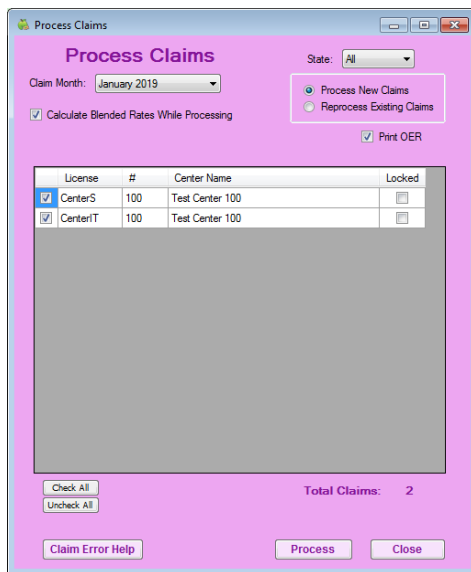 Process Claims
Process Claims
State: All
Claim Month: January 2019
Process New Claims
Reprocess Existing Claims
Calculate Blended Rates While Processing
Print OER
License # Center Name Locked
CenterS 100 Test Center 100
CenterIT 100 Test Center 100
Check All
Uncheck All
Total Claims: 2
Claim Error Help Process Close